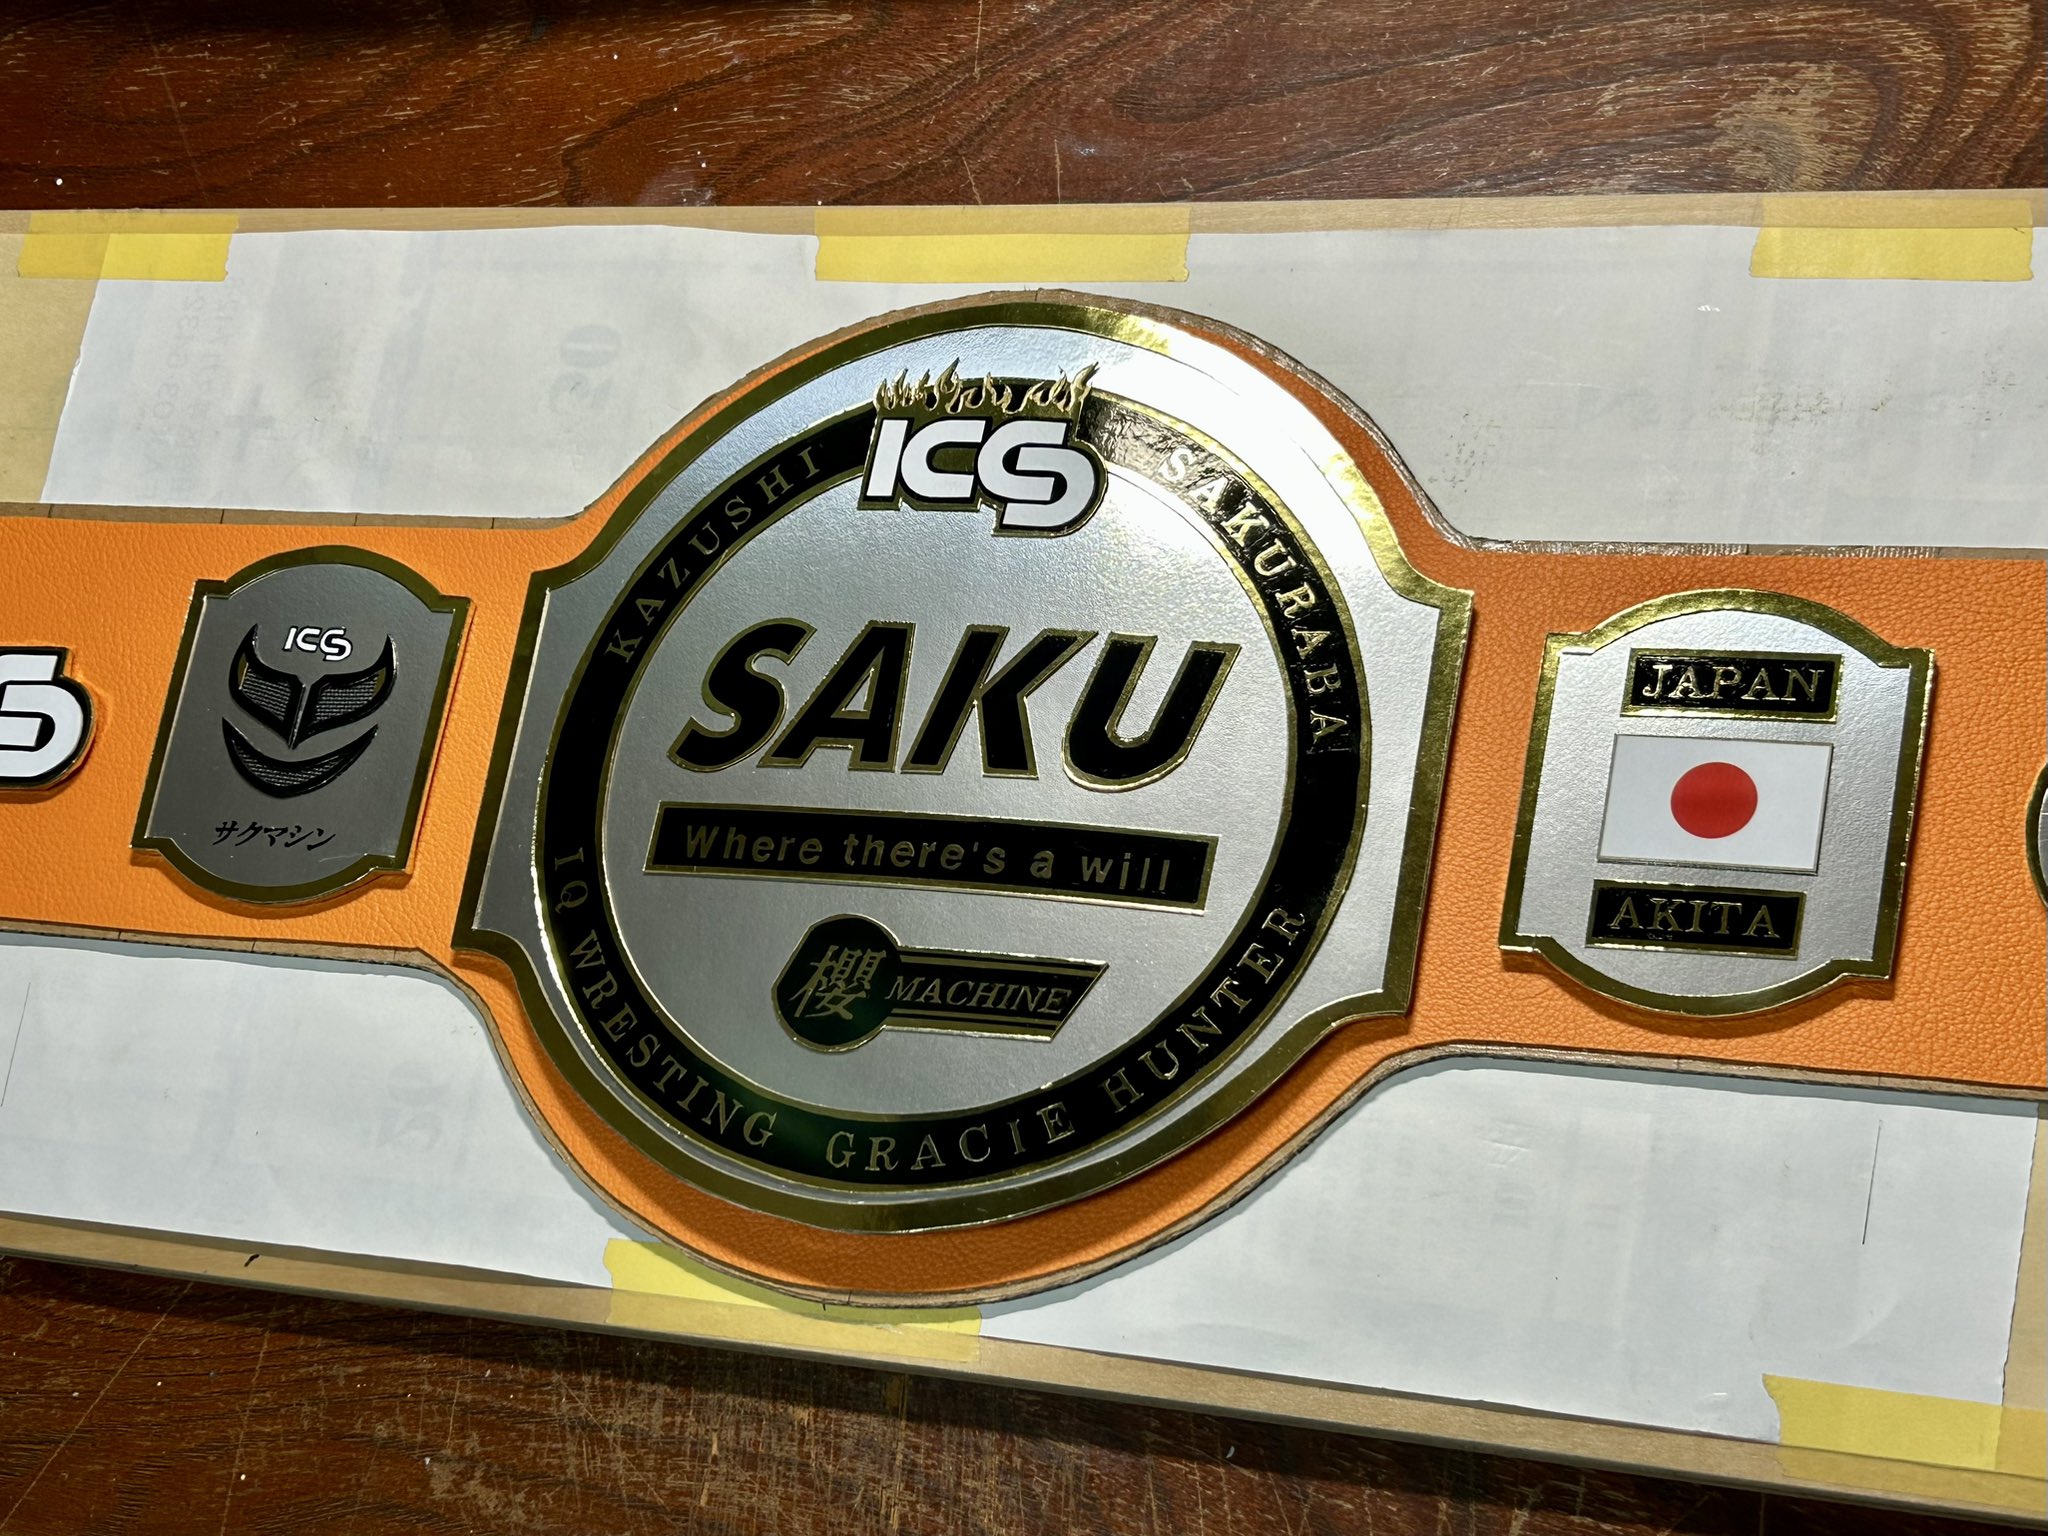 ICS
サクマシン
ICS
KAZUSHI SAKURABA
SAKU
Where there's a will
櫻 MACHINE
IQ WRESTING GRACIE HUNTER
JAPAN
AKITA